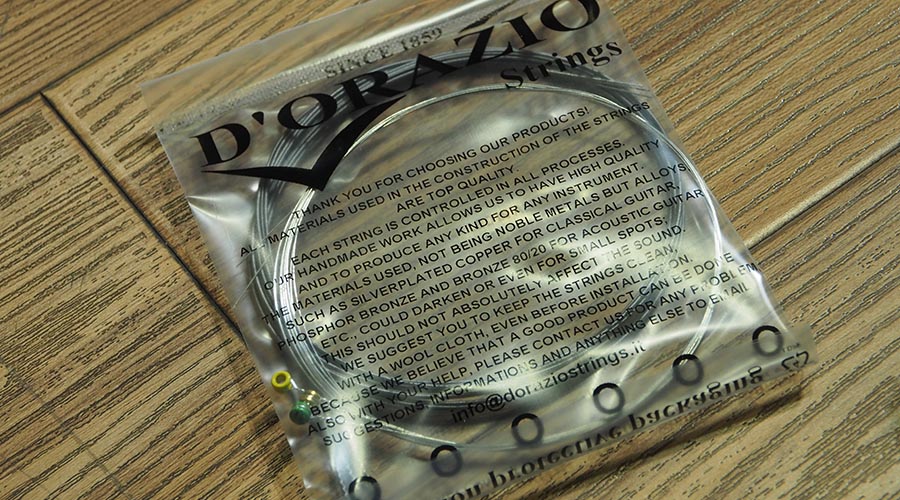 SINCE 1859
D'ORAZIO
Strings
THANK YOU FOR CHOOSING OUR PRODUCTS!
ALL MATERIALS USED IN THE CONSTRUCTION OF THE STRINGS
ARE TOP QUALITY.
EACH STRING IS CONTROLLED IN ALL PROCESSES.
OUR HANDMADE WORK ALLOWS US TO HAVE HIGH QUALITY
AND TO PRODUCE ANY KIND FOR ANY INSTRUMENT.
THE MATERIALS USED, NOT BEING NOBLE METALS BUT ALLOYS,
SUCH AS SILVERPLATED COPPER FOR CLASSICAL GUITAR,
PHOSPHOR BRONZE AND BRONZE 80/20 FOR ACOUSTIC GUITAR
ETC.. COULD DARKEN OR EVEN FOR SMALL SPOTS.
THIS SHOULD NOT ABSOLUTELY AFFECT THE SOUND.
WE SUGGEST YOU TO KEEP THE STRINGS CLEAN
WITH A WOOL CLOTH, EVEN BEFORE INSTALLATION.
BECAUSE WE BELIEVE THAT A GOOD PRODUCT CAN BE DONE
ALSO WITH YOUR HELP, PLEASE CONTACT US FOR ANY PROBLEM
SUGGESTIONS, INFORMATIONS AND ANYTHING ELSE TO EMAIL
info@doraziostrings.it
protective packaging